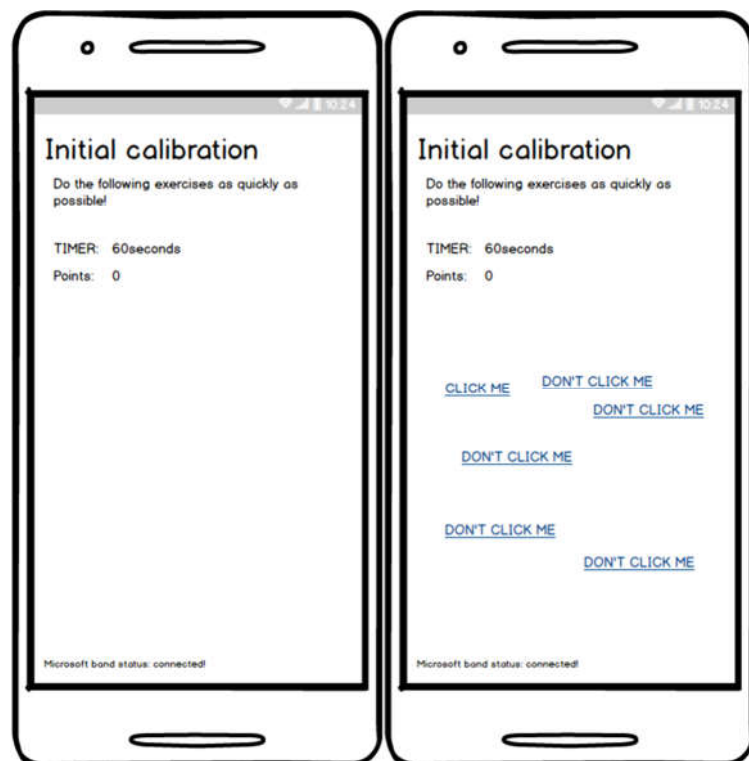 10:24
Initial calibration
Do the following exercises as quickly as
possible!
TIMER: 60seconds
Points: 0
Microsoft band status: connected!
10:24
Initial calibration
Do the following exercises as quickly as
possible!
TIMER: 60seconds
Points: 0
CLICK ME
DON'T CLICK ME
DON'T CLICK ME
DON'T CLICK ME
DON'T CLICK ME
DON'T CLICK ME
Microsoft band status: connected!